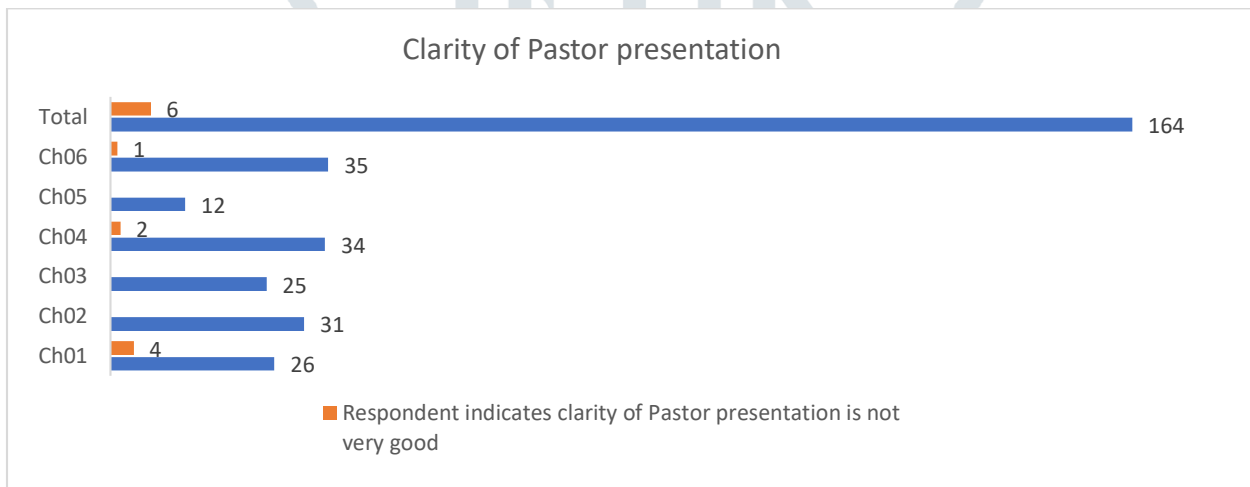 Clarity of Pastor presentation
Total 6
164
Ch06 1
35
Ch05
12
Ch04 2
34
Ch03
25
Ch02
31
Ch01 4
26
Respondent indicates clarity of Pastor presentation is not
very good